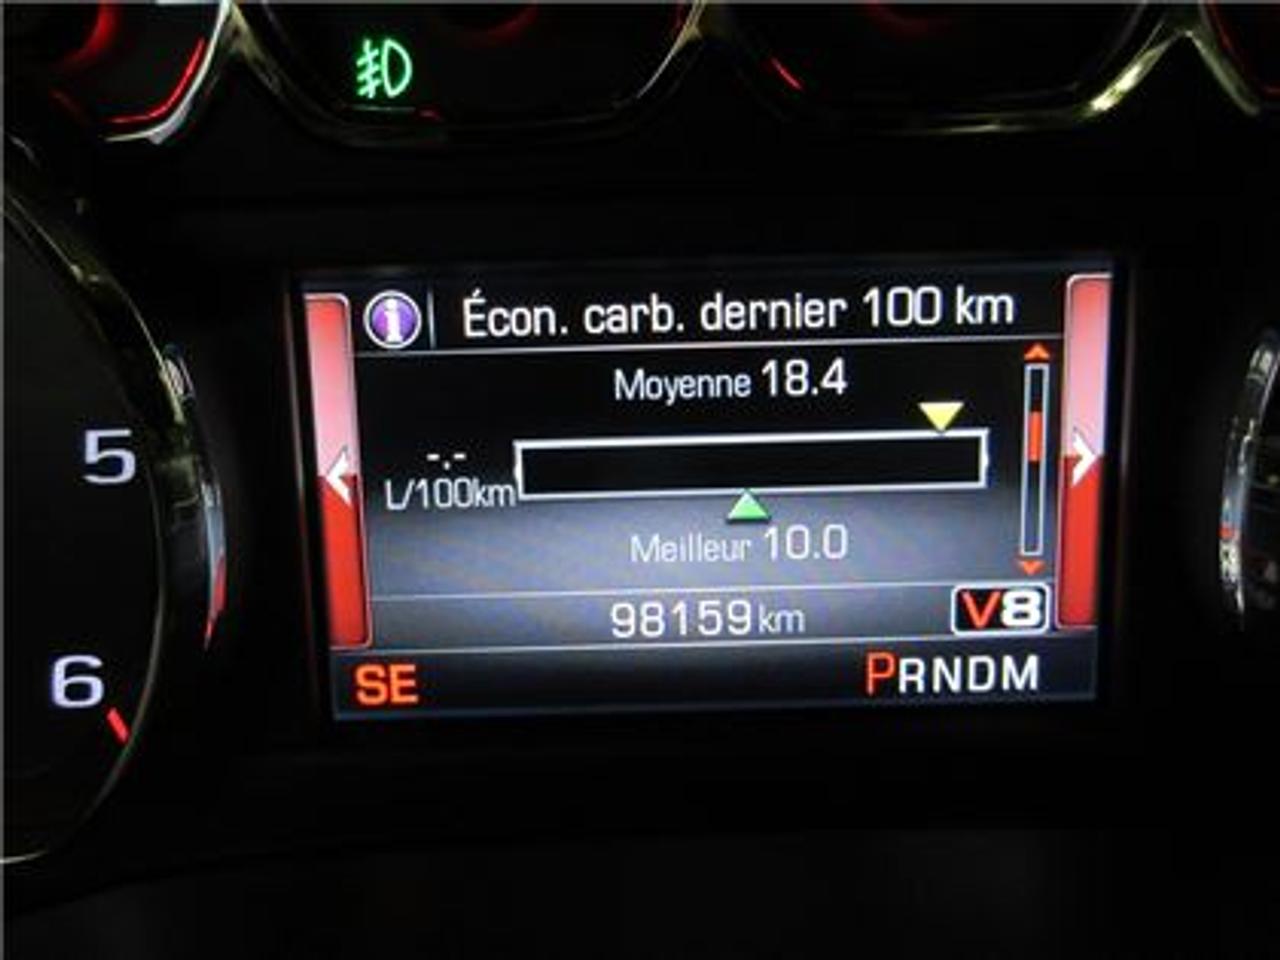 Écon. carb. dernier 100 km
Moyenne 18.4
-.-
L/100km
Meilleur 10.0
98159 km
V8
SE
PRNDM
5
6